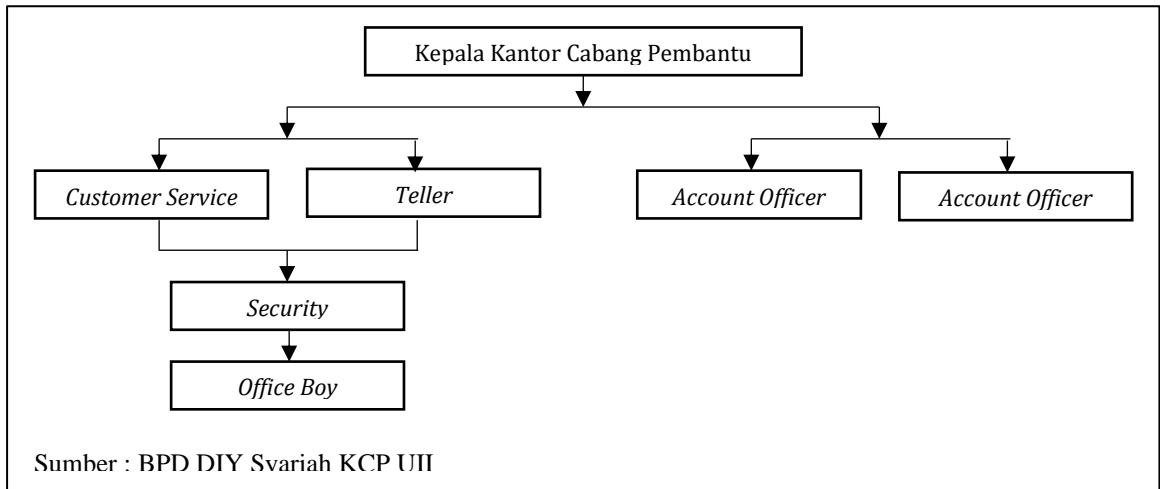 Kepala Kantor Cabang Pembantu
Customer Service
Teller
Account Officer
Account Officer
Security
Office Boy
Sumber : BPD DIY Syariah KCP UII